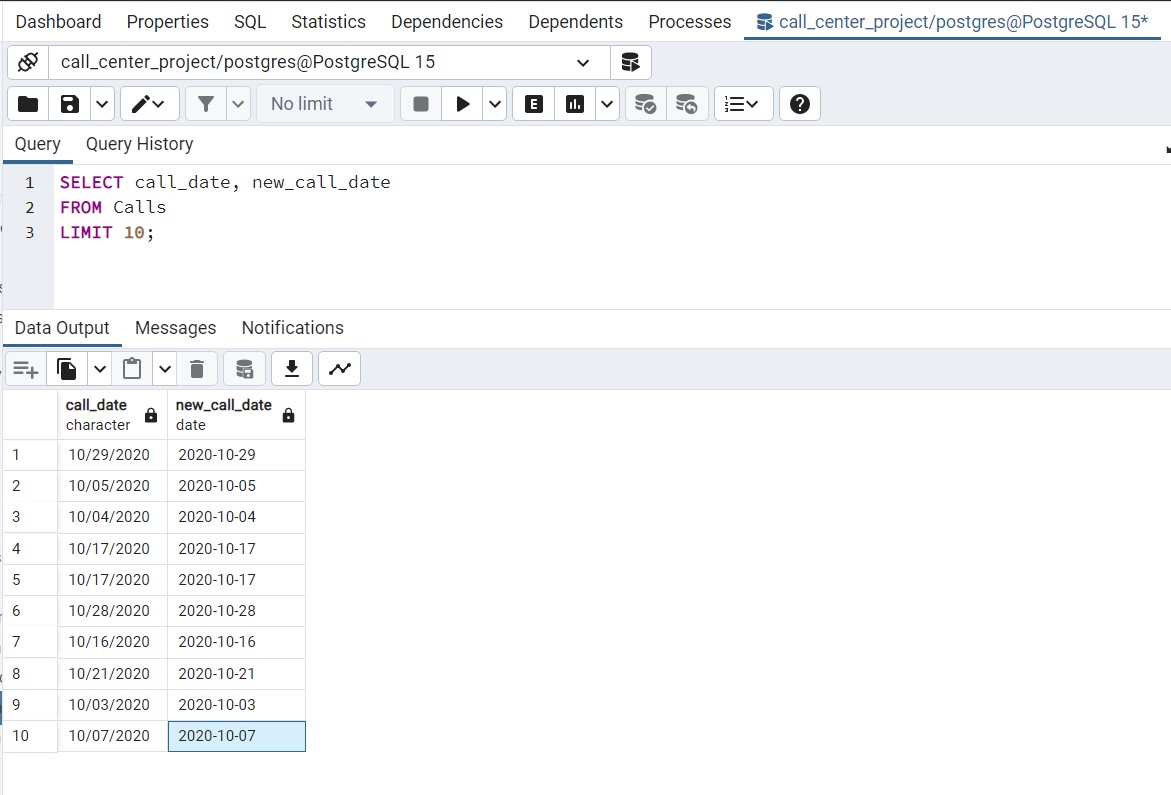 Dashboard Properties SQL Statistics Dependencies Dependents Processes call_center_project/postgres@PostgreSQL 15*
call_center_project/postgres@PostgreSQL 15
No limit E ?
Query Query History
1 SELECT call_date, new_call_date
2 FROM Calls
3 LIMIT 10;
Data Output Messages Notifications
call_date new_call_date
character date
1 10/29/2020 2020-10-29
2 10/05/2020 2020-10-05
3 10/04/2020 2020-10-04
4 10/17/2020 2020-10-17
5 10/17/2020 2020-10-17
6 10/28/2020 2020-10-28
7 10/16/2020 2020-10-16
8 10/21/2020 2020-10-21
9 10/03/2020 2020-10-03
10 10/07/2020 2020-10-07